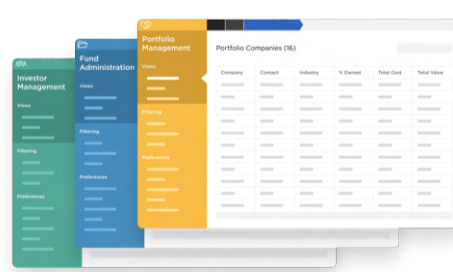 Investor
Management
Views
Filtering
Preferences
Fund
Administration
Views
Filtering
Preferences
Portfolio
Management
Views
Filtering
Preferences
Portfolio Companies (16)
Company Contact Industry % Owned Total Cost Total Value